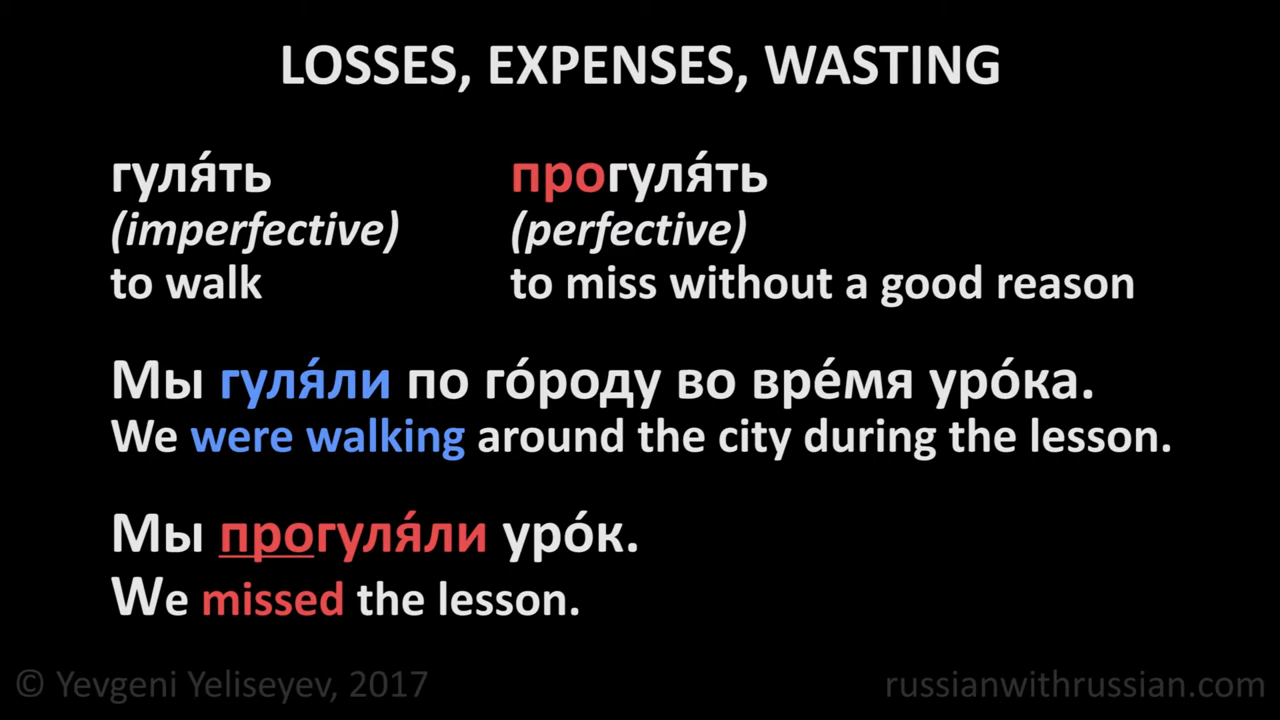 LOSSES, EXPENSES, WASTING
гуля́ть прогуля́ть
(imperfective) (perfective)
to walk to miss without a good reason
Мы гуля́ли по го́роду во вре́мя уро́ка.
We were walking around the city during the lesson.
Мы прогуля́ли уро́к.
We missed the lesson.
© Yevgeni Yeliseyev, 2017 russianwithrussian.com